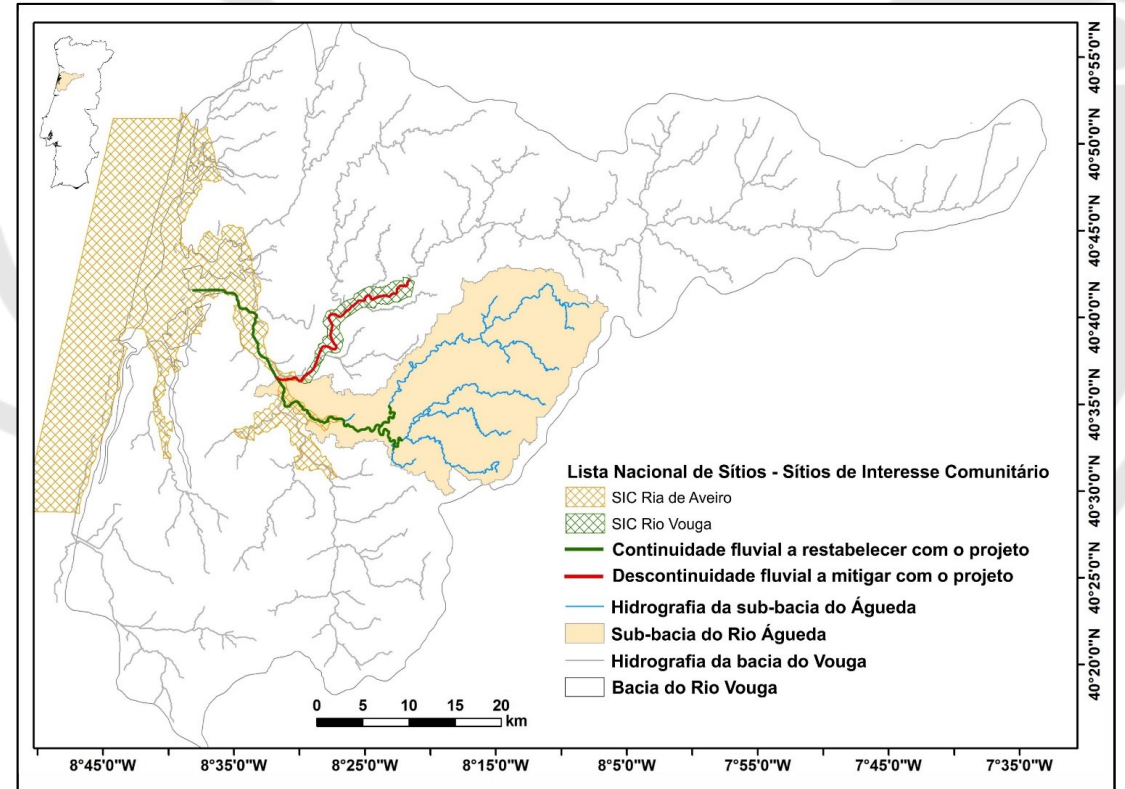 40°55'0"N
40°50'0"N
40°45'0"N
40°40'0"N
40°35'0"N
40°30'0"N
40°25'0"N
40°20'0"N
Lista Nacional de Sítios - Sítios de Interesse Comunitário
SIC Ria de Aveiro
SIC Rio Vouga
Continuidade fluvial a restabelecer com o projeto
Descontinuidade fluvial a mitigar com o projeto
Hidrografia da sub-bacia do Águeda
Sub-bacia do Rio Águeda
Hidrografia da bacia do Vouga
Bacia do Rio Vouga
0 5 10 15 20
km
8°45'0"W 8°35'0"W 8°25'0"W 8°15'0"W 8°5'0"W 7°55'0"W 7°45'0"W 7°35'0"W